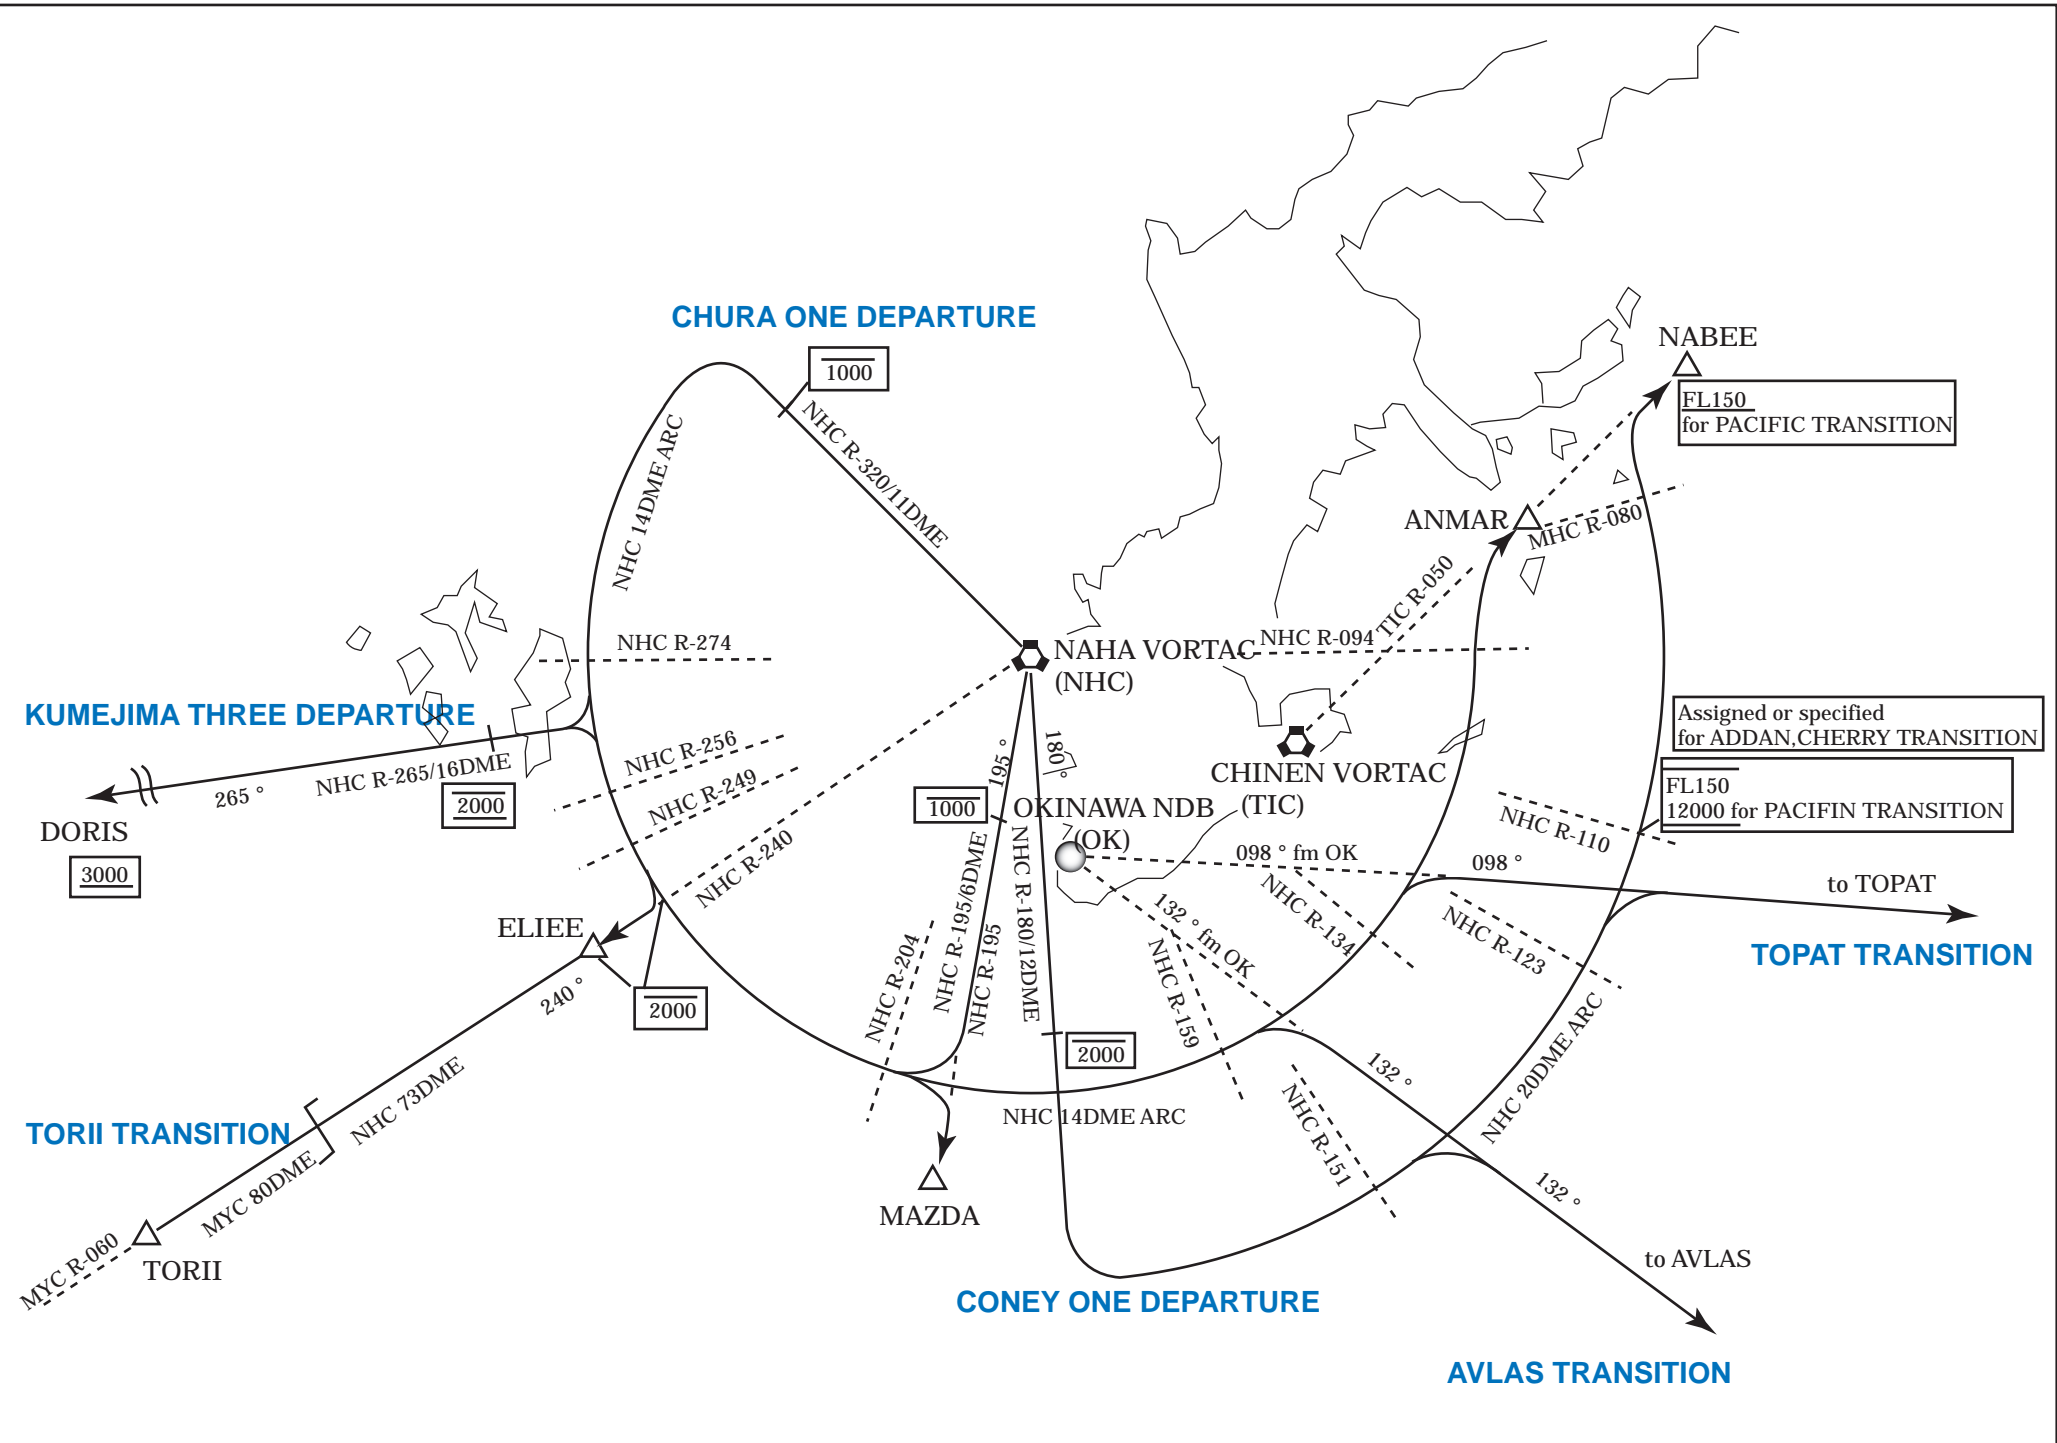 CHURA ONE DEPARTURE
1000
NHC R-320/11DME
NHC 14DME ARC
NABEE
FL150
for PACIFIC TRANSITION
ANMAR
MHC R-080
TIC R-050
NHC R-094
NHC R-274
NAHA VORTAC
(NHC)
KUMEJIMA THREE DEPARTURE
NHC R-265/16DME
265 °
2000
DORIS
3000
NHC R-256
NHC R-249
NHC R-240
195 °
180 °
1000
OKINAWA NDB
(OK)
CHINEN VORTAC
(TIC)
Assigned or specified
for ADDAN,CHERRY TRANSITION
FL150
12000 for PACIFIN TRANSITION
NHC R-110
098 ° fm OK
098 °
to TOPAT
TOPAT TRANSITION
NHC R-134
NHC R-123
132 ° fm OK
NHC R-159
NHC R-195/6DME
NHC R-195
NHC R-180/12DME
NHC R-204
ELIEE
240 °
2000
2000
NHC 73DME
TORII TRANSITION
MYC 80DME
MYC R-060
TORII
MAZDA
NHC 14DME ARC
NHC R-151
132 °
NHC 20DME ARC
132 °
to AVLAS
CONEY ONE DEPARTURE
AVLAS TRANSITION